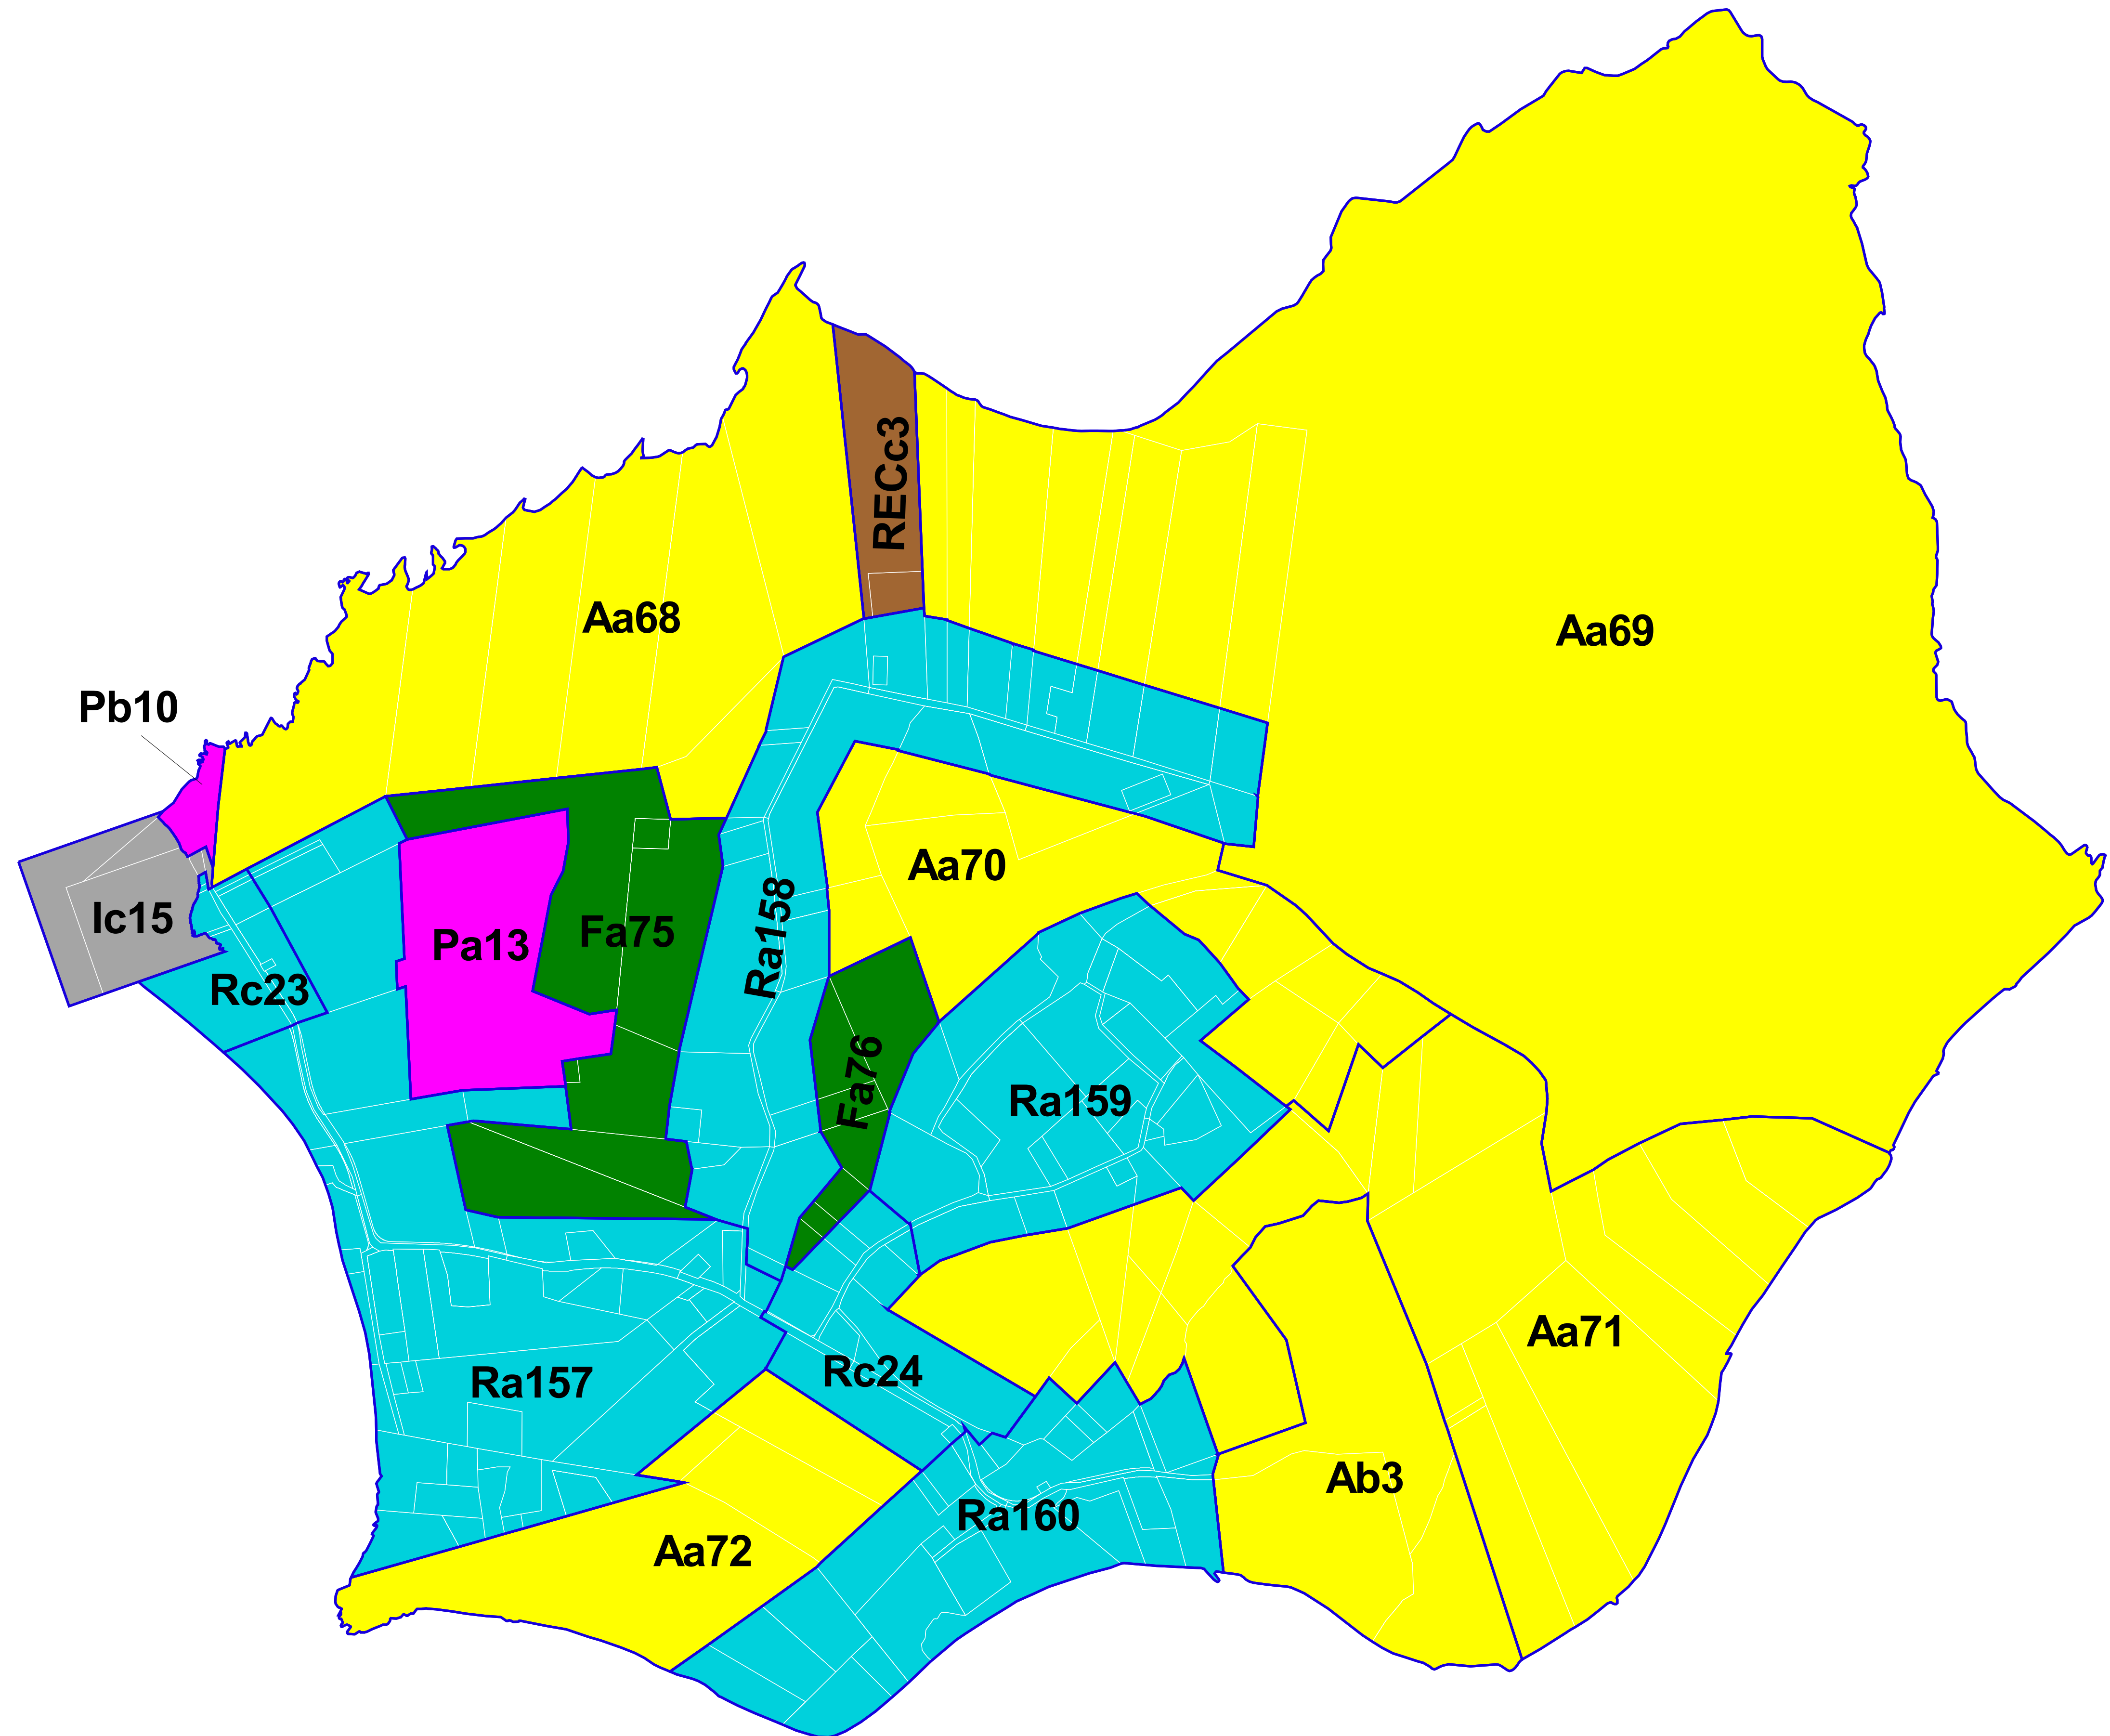 RECc3
Aa68
Aa69
Pb10
Aa70
Ic15
Pa13
Fa75
Ra158
Rc23
Fa76
Ra159
Aa71
Ra157
Rc24
Ab3
Ra160
Aa72